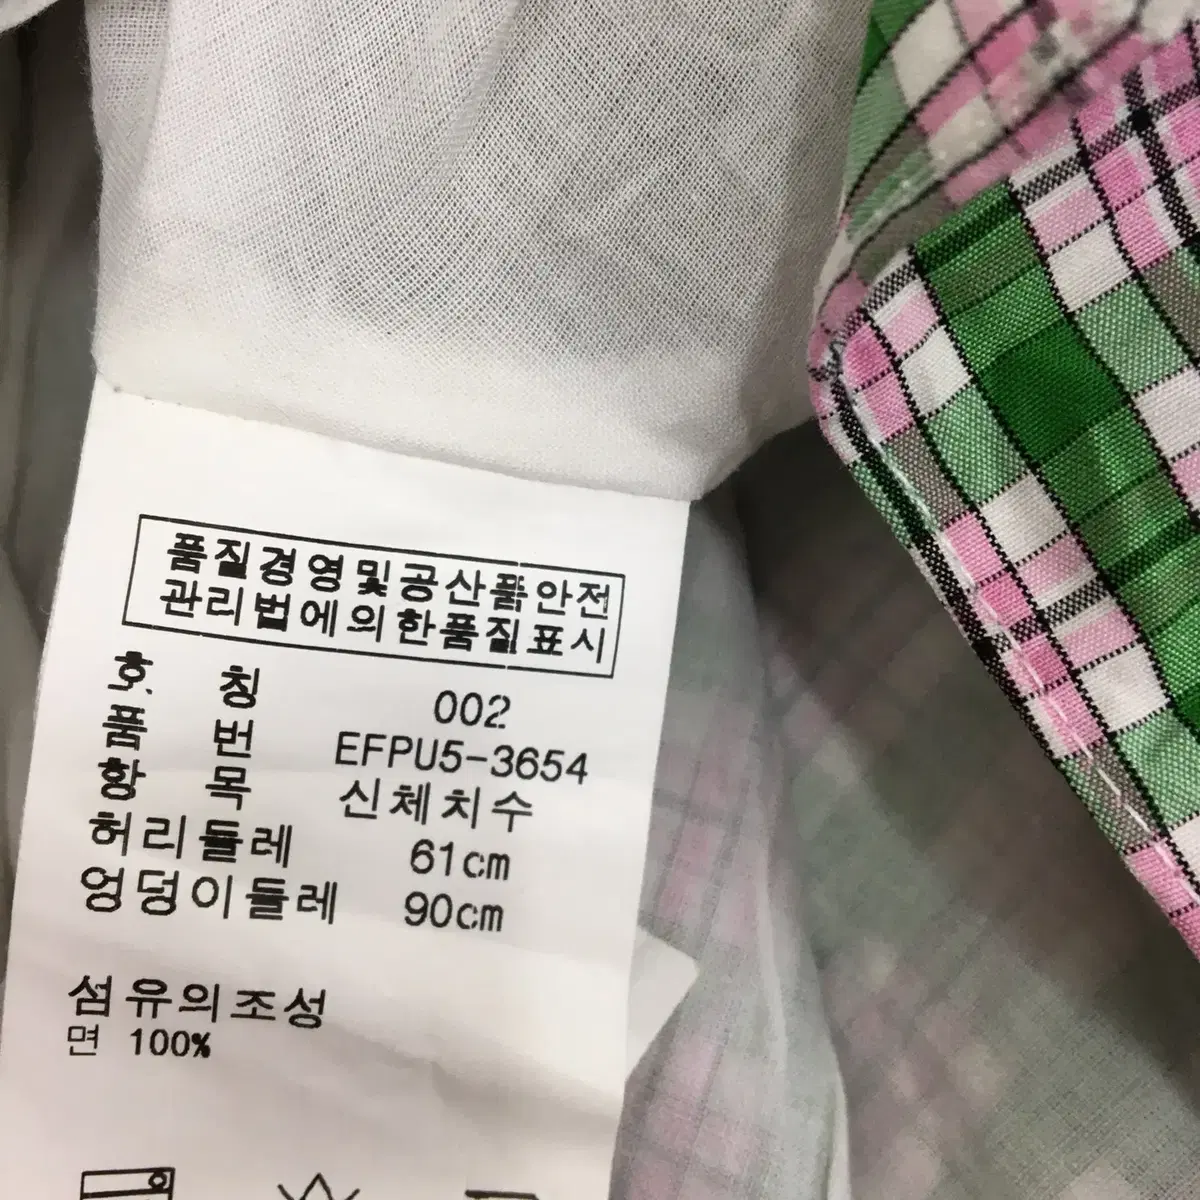 품질경영및공산품안전
관리법에의한품질표시
호 칭 002
품 번 EFPU5-3654
항 목 신체치수
허리둘레 61cm
엉덩이둘레 90cm
섬유의조성
면 100%